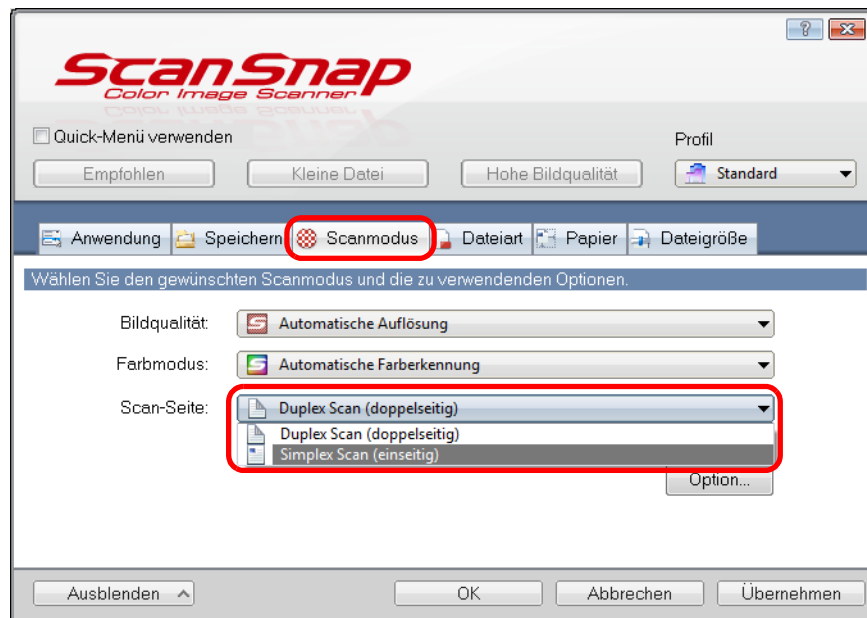 ScanSnap
Color Image Scanner
Quick-Menü verwenden
Profil
Empfohlen Kleine Datei Hohe Bildqualität Standard
Anwendung Speichern Scanmodus Dateiart Papier Dateigröße
Wählen Sie den gewünschten Scanmodus und die zu verwendenden Optionen.
Bildqualität: Automatische Auflösung
Farbmodus: Automatische Farberkennung
Scan-Seite: Duplex Scan (doppelseitig)
Duplex Scan (doppelseitig)
Simplex Scan (einseitig)
Option...
Ausblenden OK Abbrechen Übernehmen